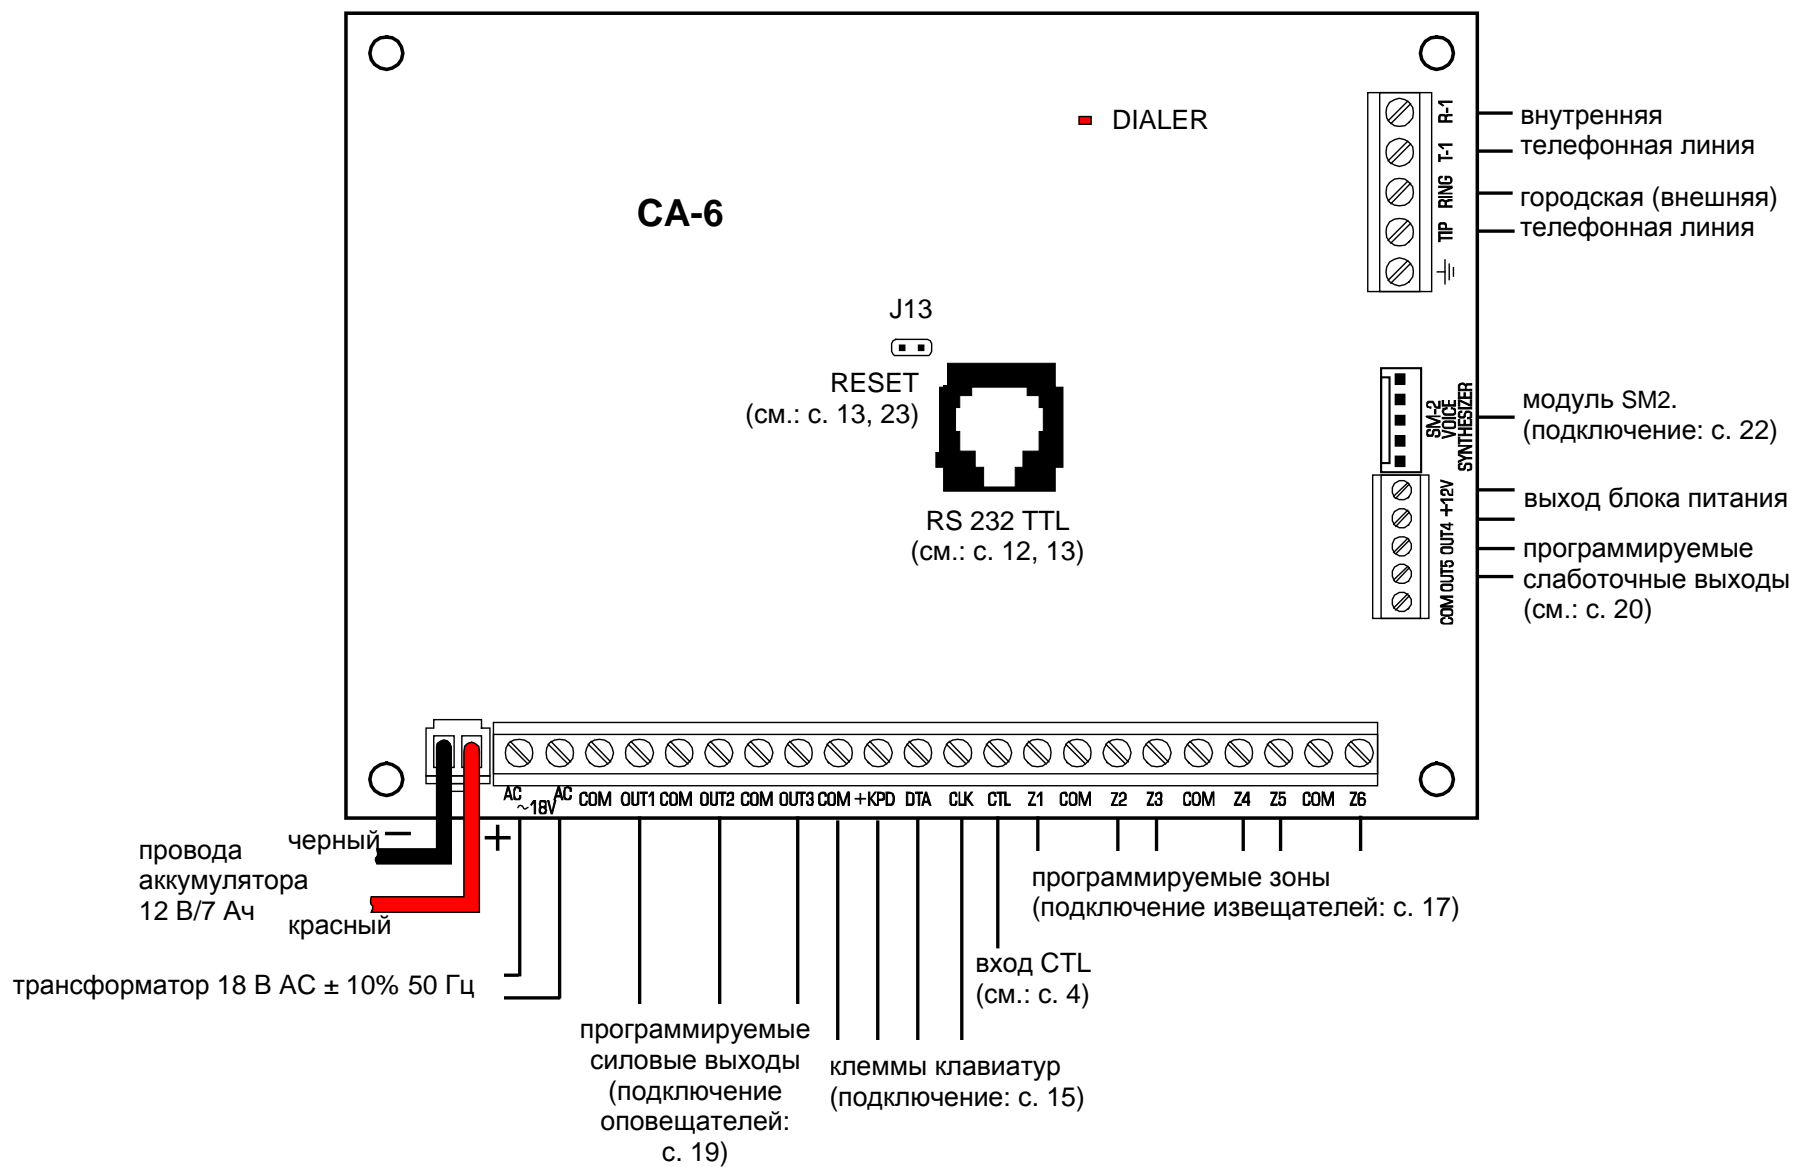 DIALER
CA-6
R-1
T-1
RING
TIP
внутренняя
телефонная линия
городская (внешняя)
телефонная линия
J13
RESET
(см.: с. 13, 23)
RS 232 TTL
(см.: с. 12, 13)
SM-2
VOICE
SYNTHESIZER
модуль SM2.
(подключение: с. 22)
COM OUT5 OUT4 +12V
выход блока питания
программируемые
слаботочные выходы
(см.: с. 20)
AC ~18V AC COM OUT1 COM OUT2 COM OUT3 COM +KPD DTA CLK CTL Z1 COM Z2 Z3 COM Z4 Z5 COM Z6
черный −
+
провода
аккумулятора
12 В/7 Ач
красный
трансформатор 18 В AC ± 10% 50 Гц
программируемые
силовые выходы
(подключение
оповещателей:
с. 19)
клеммы клавиатур
(подключение: с. 15)
вход CTL
(см.: с. 4)
программируемые зоны
(подключение извещателей: с. 17)